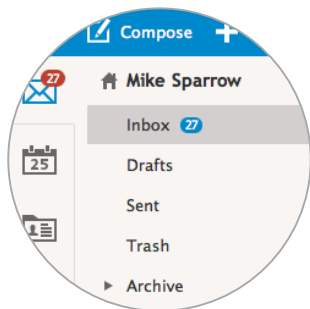 Compose
27
Mike Sparrow
Inbox 27
Drafts
25
Sent
Trash
Archive